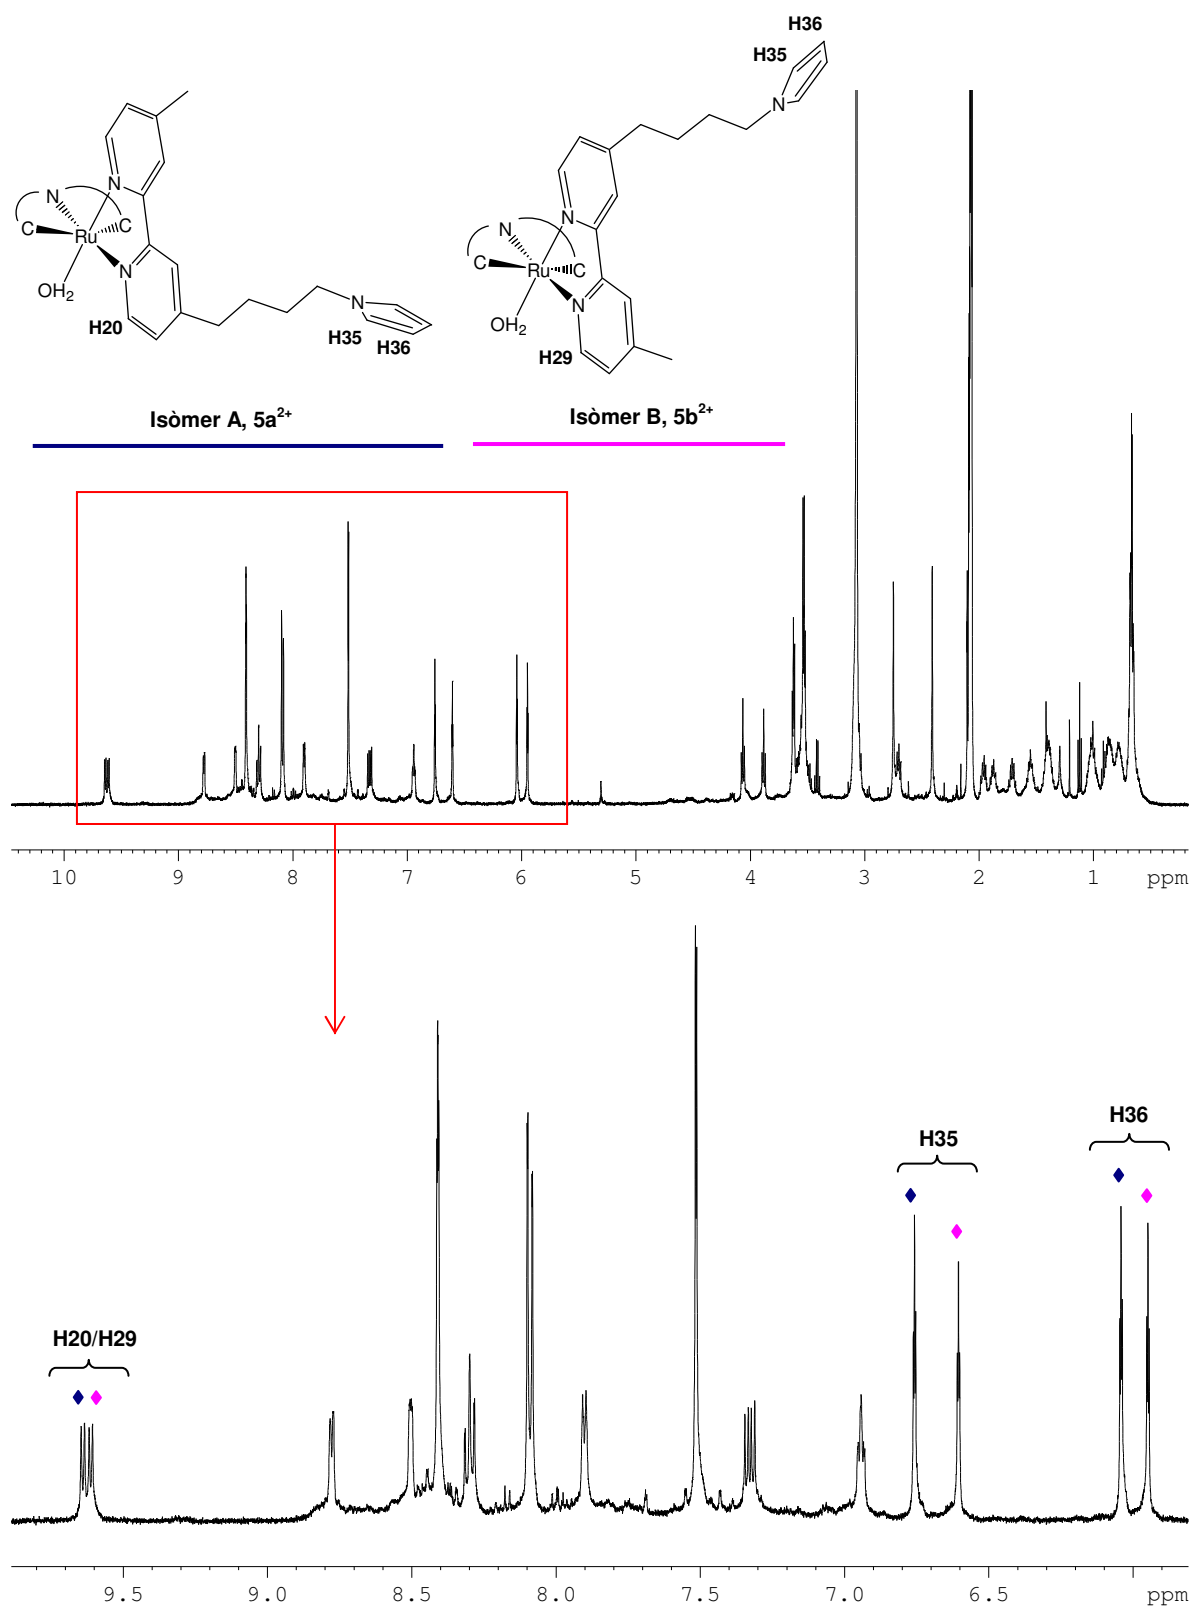 H36
H35
N
N
N
C
Ru
C
N
OH2
H20
N
H35
H36
N
N
C
Ru
C
N
OH2
H29
Isòmer A, 5a2+
Isòmer B, 5b2+
10 9 8 7 6 5 4 3 2 1 ppm
H36
H35
H20/H29
9.5 9.0 8.5 8.0 7.5 7.0 6.5 ppm